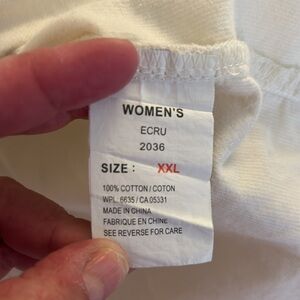 WOMEN'S
ECRU
2036
SIZE : XXL
100% COTTON / COTON
WPL. 6635 / CA 05331
MADE IN CHINA
FABRIQUE EN CHINE
SEE REVERSE FOR CARE